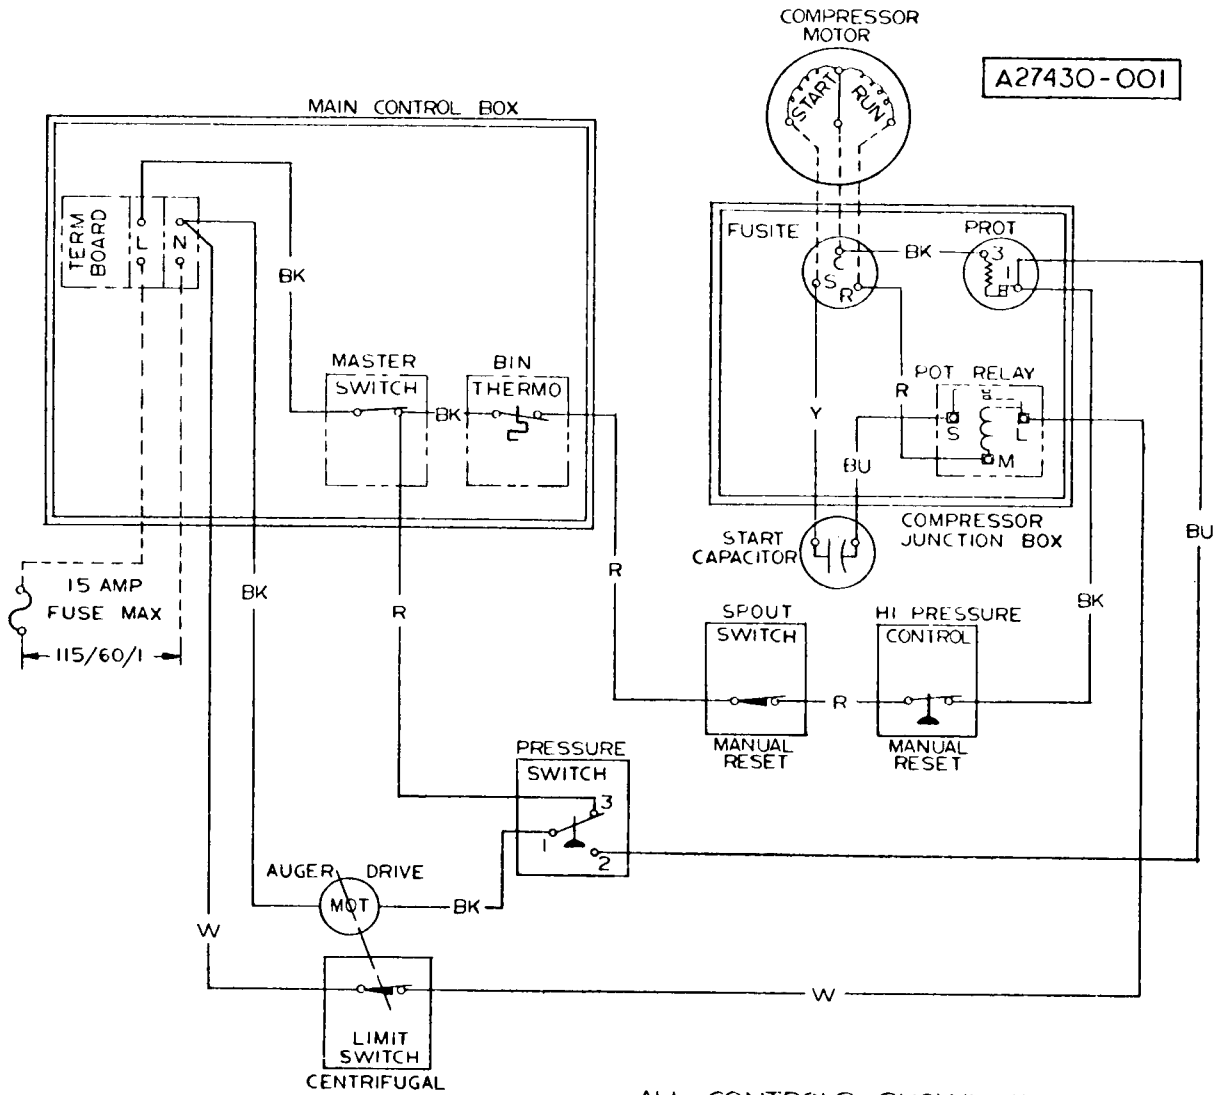 COMPRESSOR
MOTOR
A27430-001
MAIN CONTROL BOX
START
RUN
TERM
BOARD
L
N
FUSITE
PROT
BK
C
S
R
3
1
BK
MASTER
SWITCH
BIN
THERMO
BK
POT RELAY
R
Y
S
L
M
BU
START
CAPACITOR
COMPRESSOR
JUNCTION BOX
BU
15 AMP
FUSE MAX
115/60/1
BK
R
R
BK
SPOUT
SWITCH
HI PRESSURE
CONTROL
R
MANUAL
RESET
MANUAL
RESET
PRESSURE
SWITCH
3
1
2
AUGER DRIVE
MOT
BK
W
W
LIMIT
SWITCH
CENTRIFUGAL